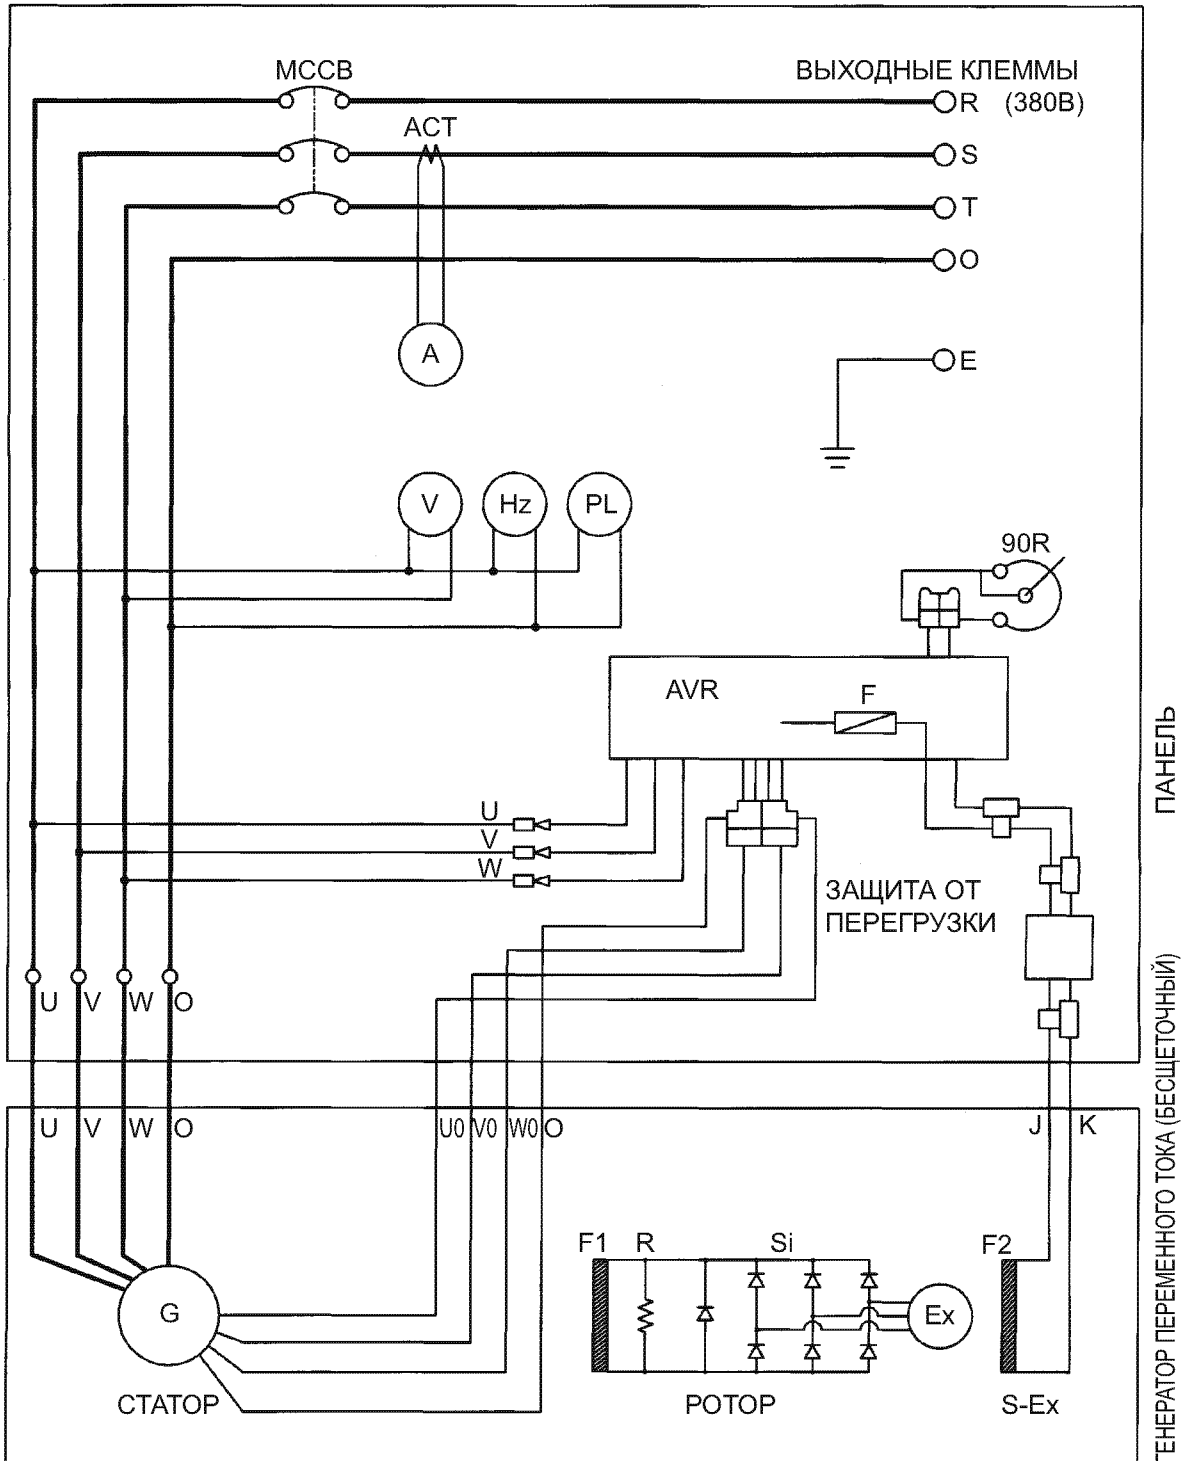 MCCB
ВЫХОДНЫЕ КЛЕММЫ
R (380В)
ACT
S
T
O
A
E
V
Hz
PL
90R
AVR
F
U
V
W
ЗАЩИТА ОТ
ПЕРЕГРУЗКИ
U
V
W
O
ПАНЕЛЬ
U
V
W
O
U0
V0
W0
O
J
K
F1
R
Si
F2
G
Ex
СТАТОР
РОТОР
S-Ex
ГЕНЕРАТОР ПЕРЕМЕННОГО ТОКА (БЕСЩЕТОЧНЫЙ)